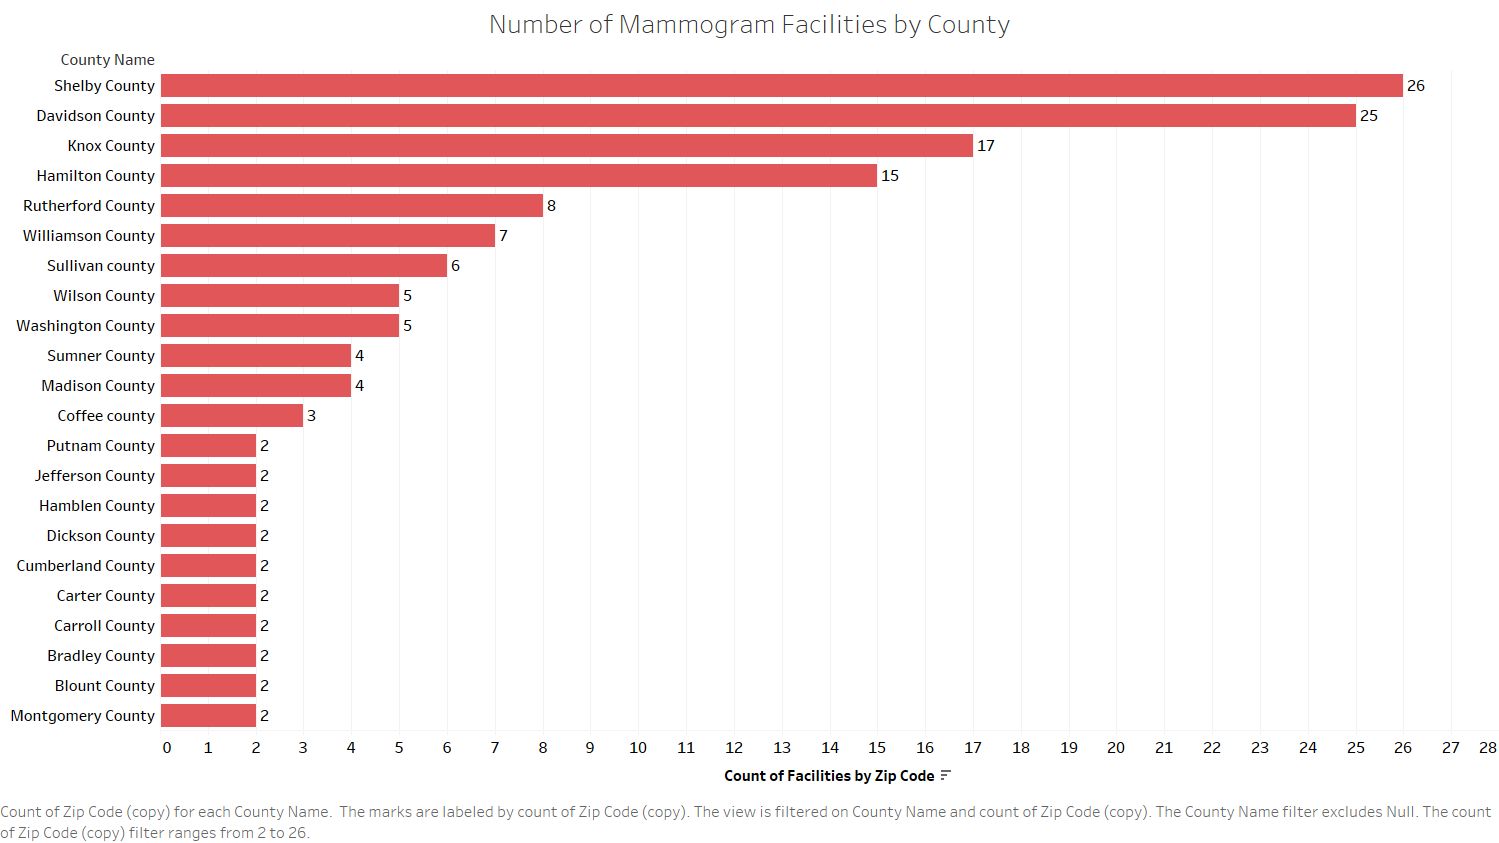 Number of Mammogram Facilities by County
County Name
Shelby County 26
Davidson County 25
Knox County 17
Hamilton County 15
Rutherford County 8
Williamson County 7
Sullivan county 6
Wilson County 5
Washington County 5
Sumner County 4
Madison County 4
Coffee county 3
Putnam County 2
Jefferson County 2
Hamblen County 2
Dickson County 2
Cumberland County 2
Carter County 2
Carroll County 2
Bradley County 2
Blount County 2
Montgomery County 2
0 1 2 3 4 5 6 7 8 9 10 11 12 13 14 15 16 17 18 19 20 21 22 23 24 25 26 27 28
Count of Facilities by Zip Code
Count of Zip Code (copy) for each County Name.  The marks are labeled by count of Zip Code (copy). The view is filtered on County Name and count of Zip Code (copy). The County Name filter excludes Null. The count
of Zip Code (copy) filter ranges from 2 to 26.